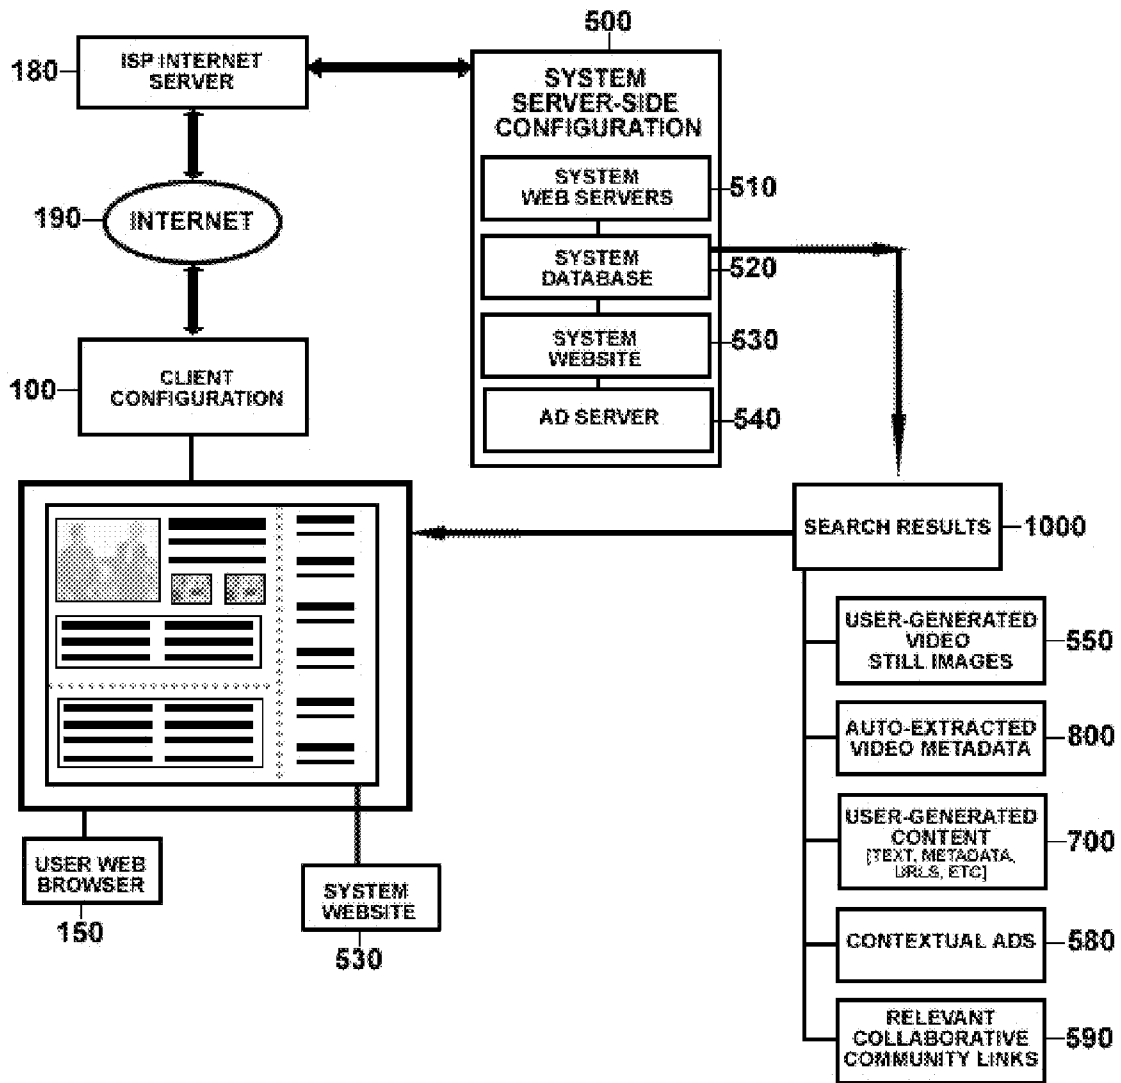 500
180
ISP INTERNET
SERVER
SYSTEM
SERVER-SIDE
CONFIGURATION
SYSTEM
WEB SERVERS
510
190
INTERNET
SYSTEM
DATABASE
520
SYSTEM
WEBSITE
530
100
CLIENT
CONFIGURATION
AD SERVER
540
SEARCH RESULTS
1000
USER-GENERATED
VIDEO
STILL IMAGES
550
AUTO-EXTRACTED
VIDEO METADATA
800
USER-GENERATED
CONTENT
[TEXT, METADATA,
URLS, ETC]
700
USER WEB
BROWSER
150
SYSTEM
WEBSITE
530
CONTEXTUAL ADS
580
RELEVANT
COLLABORATIVE
COMMUNITY LINKS
590